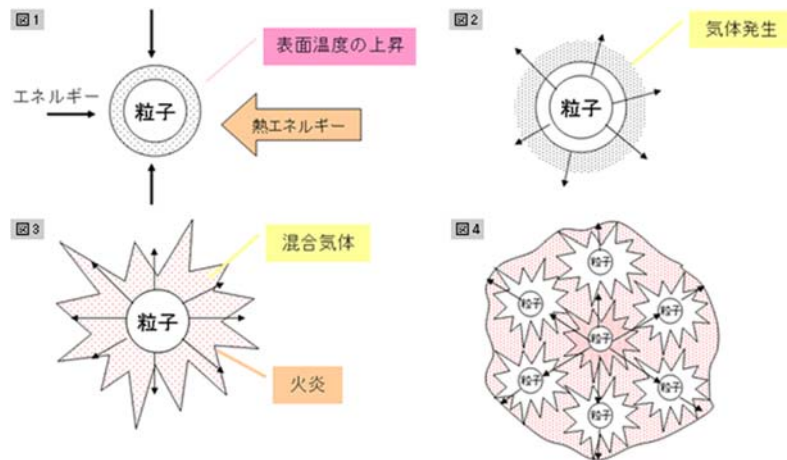 図1
表面温度の上昇
エネルギー
粒子
熱エネルギー
図2
気体発生
粒子
図3
混合気体
粒子
火炎
図4
粒子
粒子
粒子
粒子
粒子
粒子
粒子